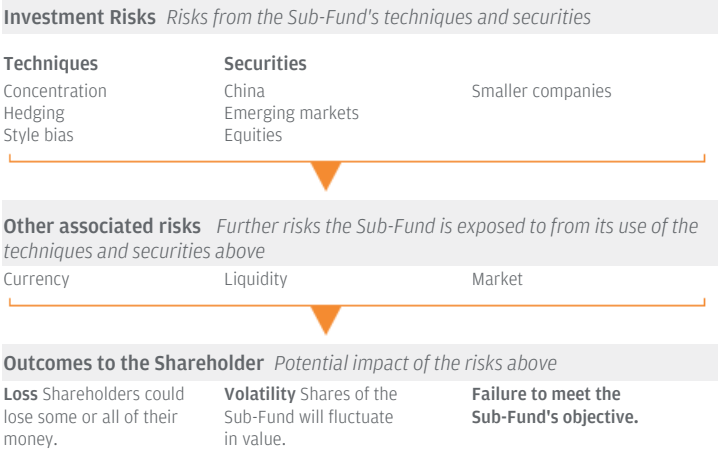 Investment Risks Risks from the Sub-Fund's techniques and securities
Techniques Securities
Concentration China Smaller companies
Hedging Emerging markets
Style bias Equities
Other associated risks Further risks the Sub-Fund is exposed to from its use of the
techniques and securities above
Currency Liquidity Market
Outcomes to the Shareholder Potential impact of the risks above
Loss Shareholders could
lose some or all of their
money.
Volatility Shares of the
Sub-Fund will fluctuate
in value.
Failure to meet the
Sub-Fund's objective.